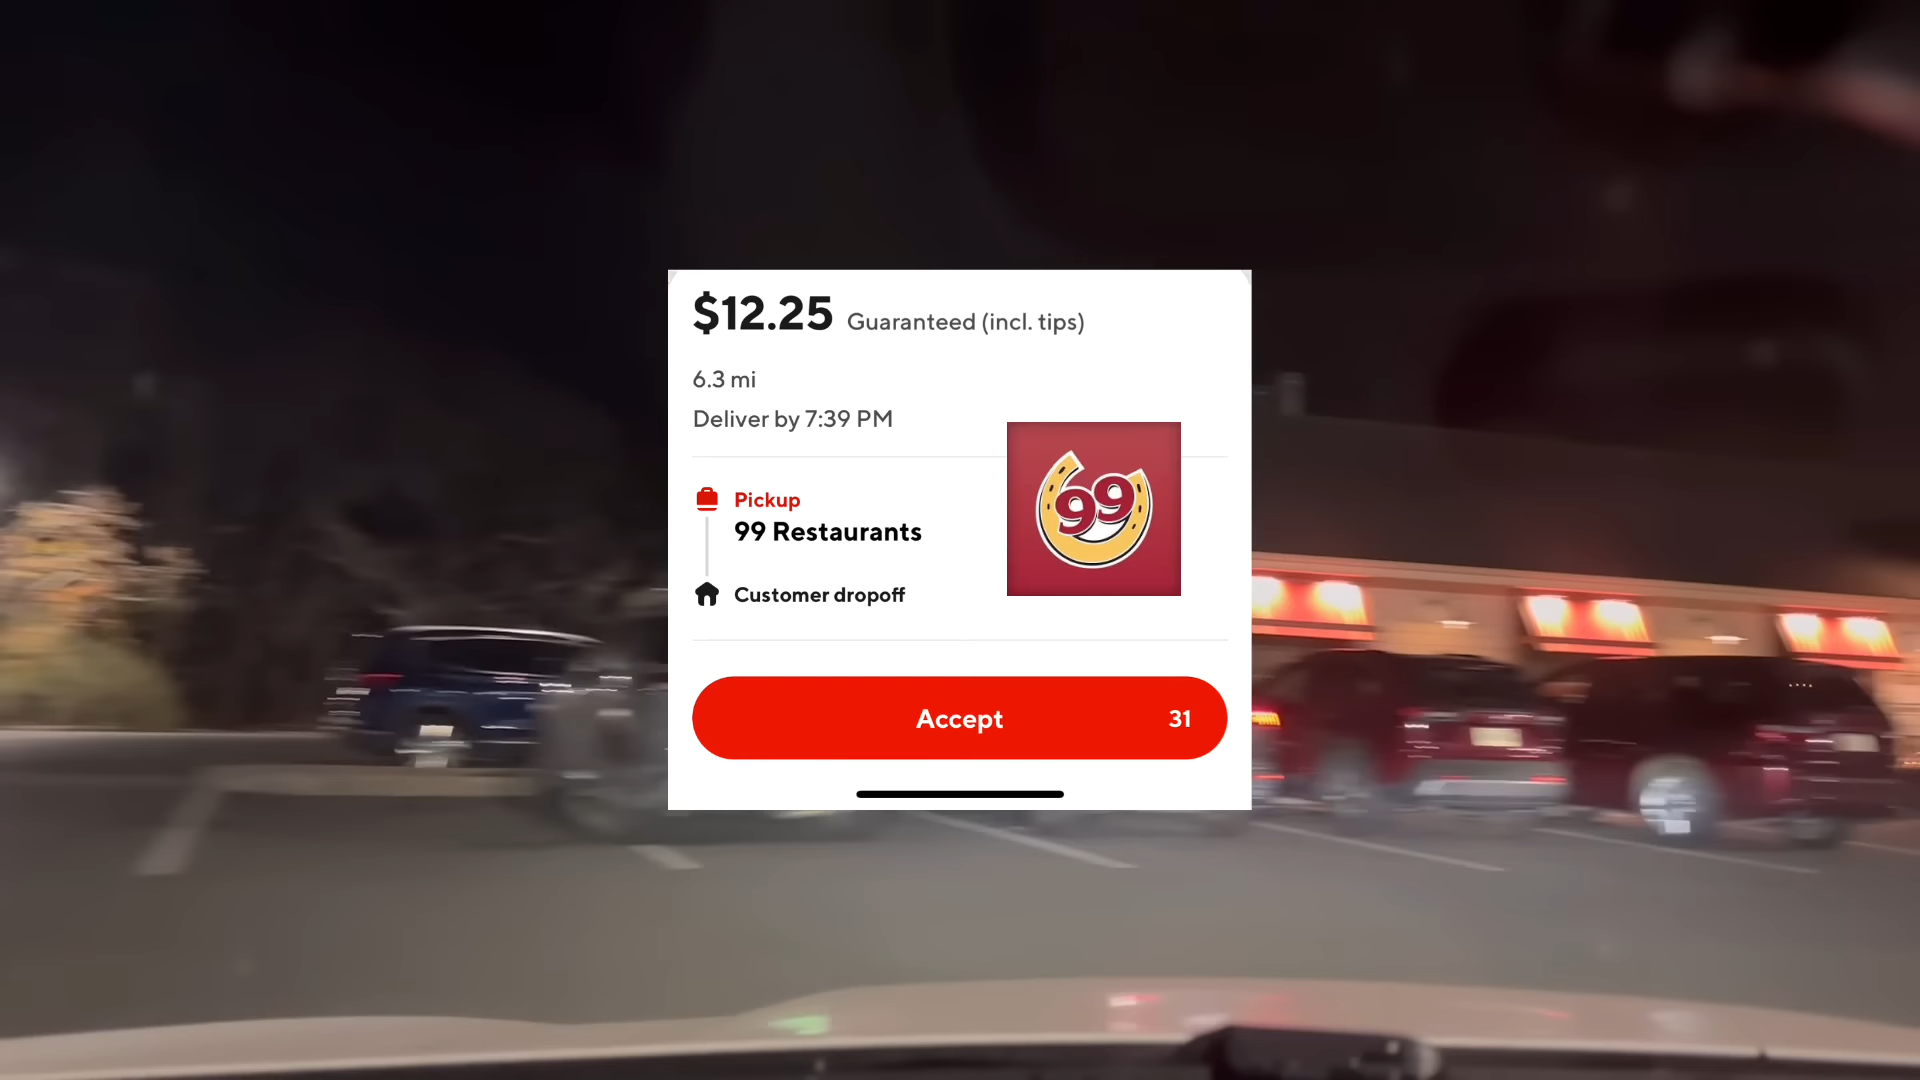 $12.25 Guaranteed (incl. tips)
6.3 mi
Deliver by 7:39 PM
Pickup
99 Restaurants
99
Customer dropoff
Accept 31